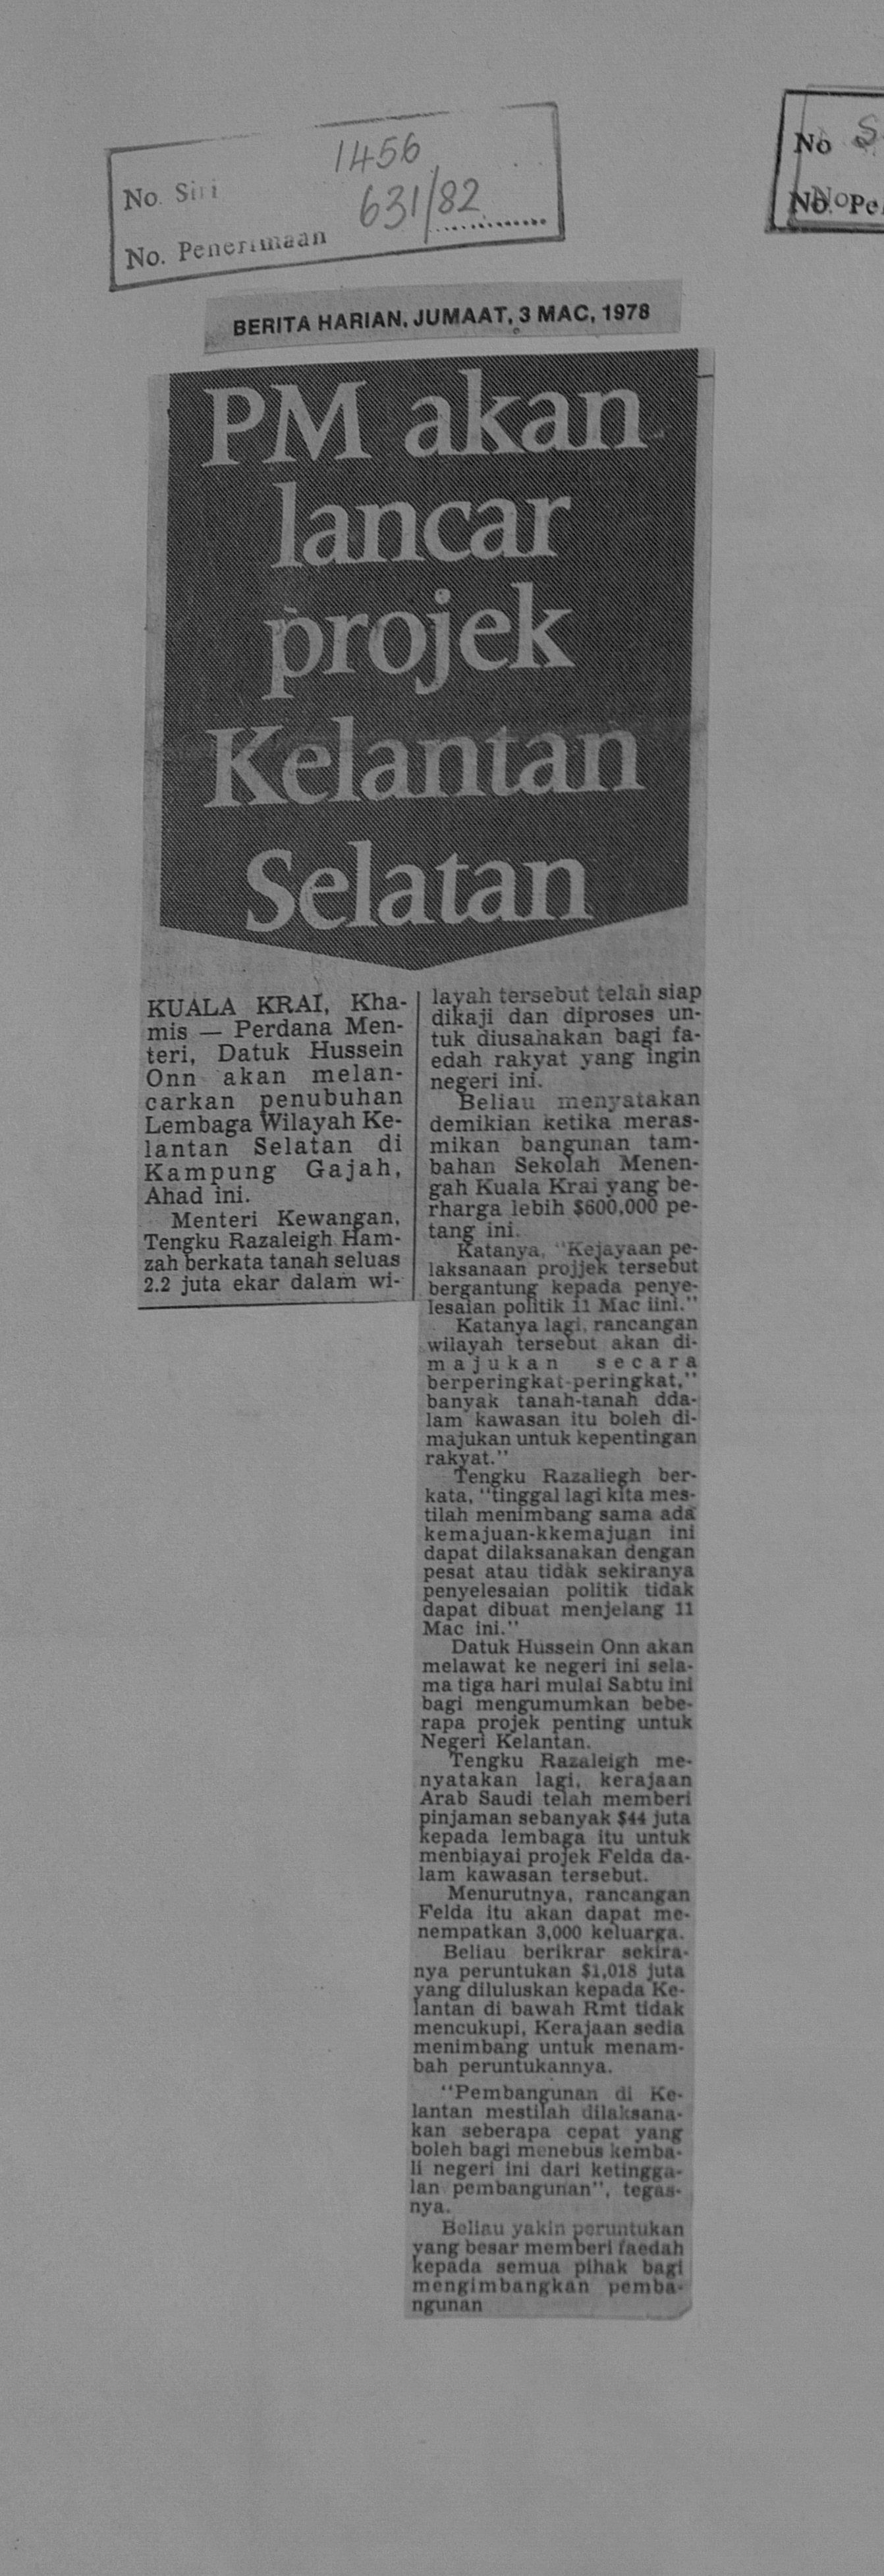 No. Siri 1456
No. Penerimaan 631/82
No S
No. Pe
BERITA HARIAN, JUMAAT, 3 MAC, 1978
PM akan
lancar
projek
Kelantan
Selatan
KUALA KRAI, Kha-
mis — Perdana Men-
teri, Datuk Hussein
Onn akan melan-
carkan penubuhan
Lembaga Wilayah Ke-
lantan Selatan di
Kampung Gajah,
Ahad ini.
Menteri Kewangan,
Tengku Razaleigh Ham-
zah berkata tanah seluas
2.2 juta ekar dalam wi-
layah tersebut telah siap
dikaji dan diproses un-
tuk diusahakan bagi fa-
edah rakyat yang ingin
negeri ini.
Beliau menyatakan
demikian ketika meras-
mikan bangunan tam-
bahan Sekolah Menen-
gah Kuala Krai yang be-
rharga lebih $600,000 pe-
tang ini.
Katanya, "Kejayaan pe-
laksanaan projjek tersebut
bergantung kepada penye-
lesaian politik 11 Mac iini."
Katanya lagi, rancangan
wilayah tersebut akan di-
majukan secara
berperingkat-peringkat,"
banyak tanah-tanah dda-
lam kawasan itu boleh di-
majukan untuk kepentingan
rakyat."
Tengku Razaliegh ber-
kata, "tinggal lagi kita mes-
tilah menimbang sama ada
kemajuan-kkemajuan ini
dapat dilaksanakan dengan
pesat atau tidak sekiranya
penyelesaian politik tidak
dapat dibuat menjelang 11
Mac ini."
Datuk Hussein Onn akan
melawat ke negeri ini sela-
ma tiga hari mulai Sabtu ini
bagi mengumumkan bebe-
rapa projek penting untuk
Negeri Kelantan.
Tengku Razaleigh me-
nyatakan lagi, kerajaan
Arab Saudi telah memberi
pinjaman sebanyak $44 juta
kepada lembaga itu untuk
menbiayai projek Felda da-
lam kawasan tersebut.
Menurutnya, rancangan
Felda itu akan dapat me-
nempatkan 3,000 keluarga.
Beliau berikrar sekira-
nya peruntukan $1,018 juta
yang diluluskan kepada Ke-
lantan di bawah Rmt tidak
mencukupi, Kerajaan sedia
menimbang untuk menam-
bah peruntukannya.
"Pembangunan di Ke-
lantan mestilah dilaksana-
kan seberapa cepat yang
boleh bagi menebus kemba-
li negeri ini dari ketingga-
lan pembangunan", tegas-
nya.
Beliau yakin peruntukan
yang besar memberi faedah
kepada semua pihak bagi
mengimbangkan pemba-
ngunan